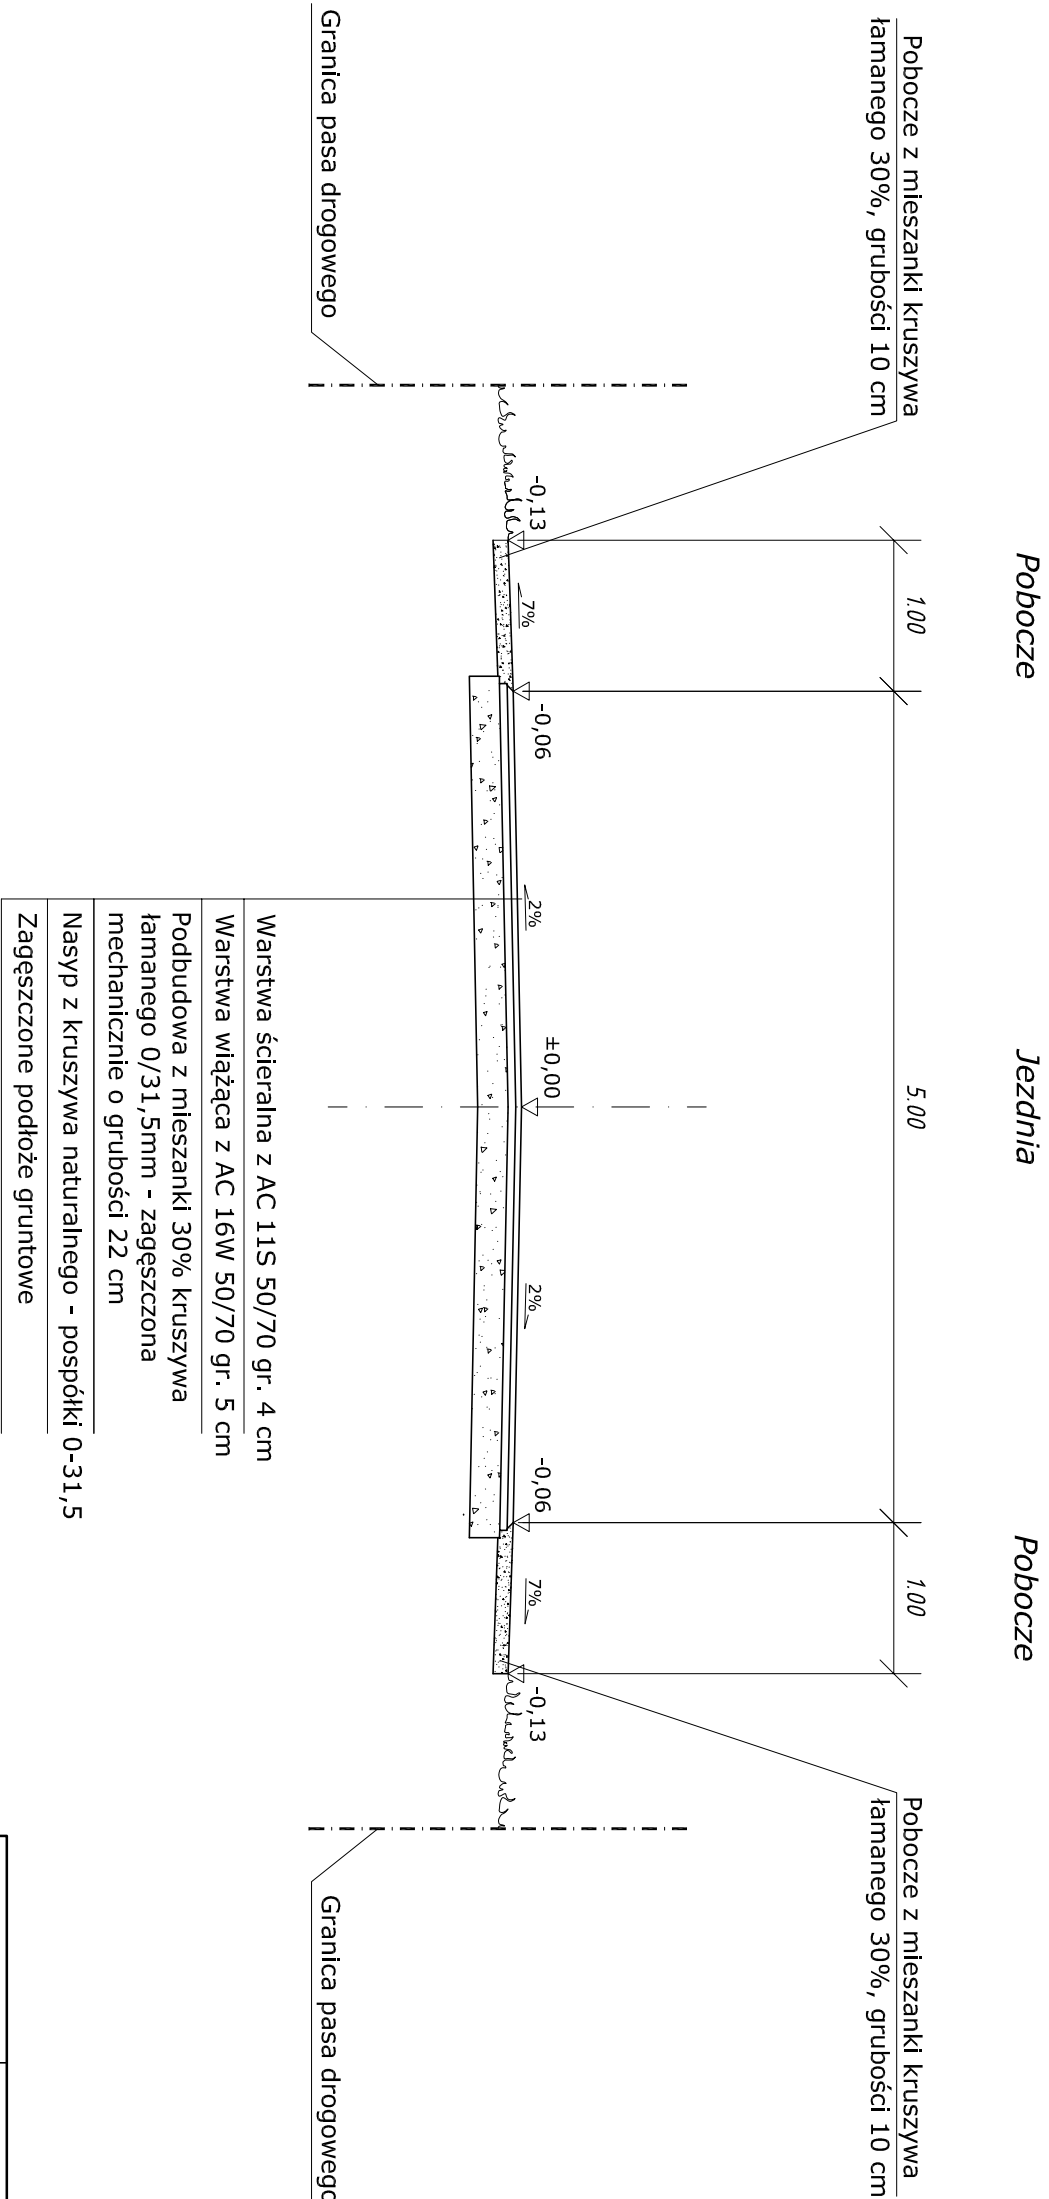 Pobocze
Jezdnia
Pobocze
Pobocze z mieszanki kruszywa
łamanego 30%, grubości 10 cm
1.00
5.00
1.00
Pobocze z mieszanki kruszywa
łamanego 30%, grubości 10 cm
-0,13
7%
-0,06
2%
±0,00
2%
-0,06
7%
-0,13
Granica pasa drogowego
Granica pasa drogowego
Warstwa ścieralna z AC 11S 50/70 gr. 4 cm
Warstwa wiążąca z AC 16W 50/70 gr. 5 cm
Podbudowa z mieszanki 30% kruszywa
łamanego 0/31,5mm - zagęszczona
mechanicznie o grubości 22 cm
Nasyp z kruszywa naturalnego - pospółki 0-31,5
Zagęszczone podłoże gruntowe